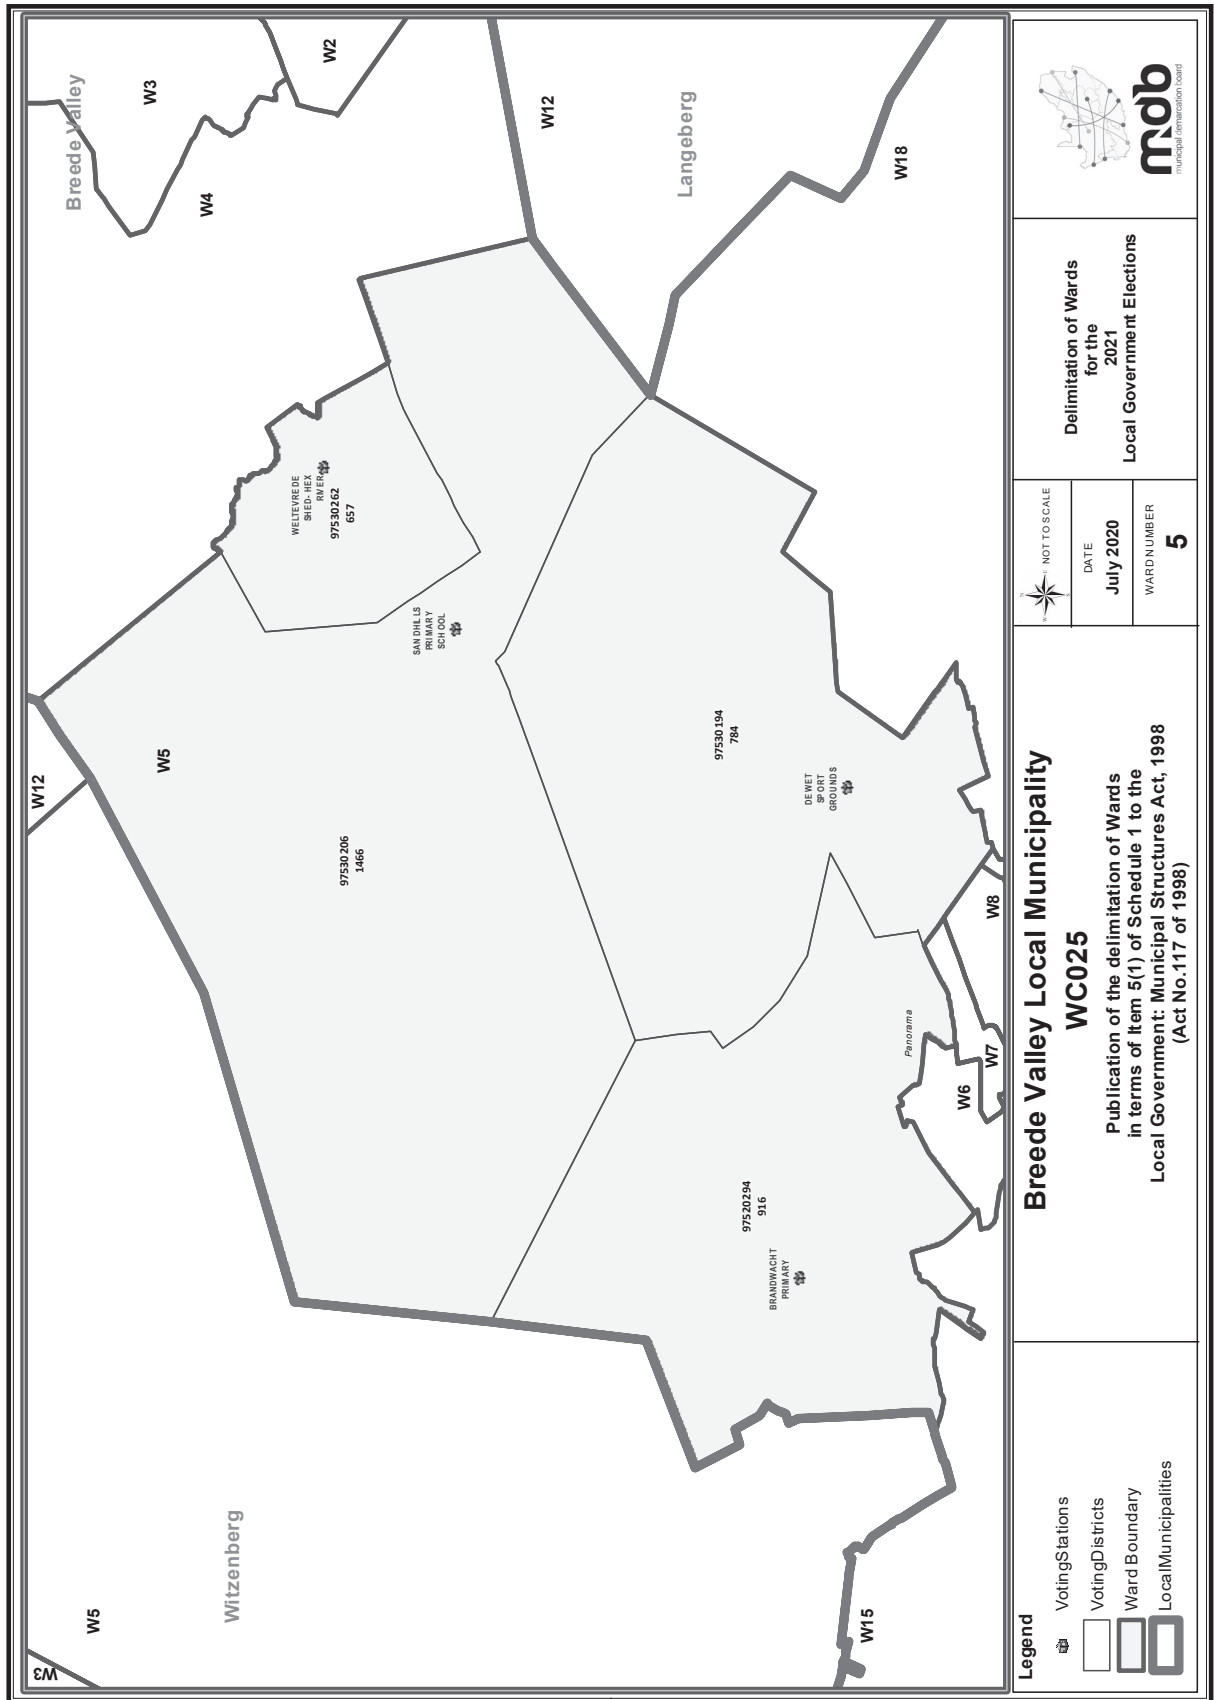 W3
W5
Witzenberg
W12
W5
Breede Valley
W3
W2
W4
W12
Langeberg
W18
WELTEVREDE
SHED- HEX
RIVER
97530262
657
SANDHILLS
PRIMARY
SCHOOL
97530206
1466
97530194
784
DEWET
SPORT
GROUNDS
Panorama
97520294
916
BRANDWACHT
PRIMARY
W15
W6
W7
W8
Legend
VotingStations
VotingDistricts
Ward Boundary
LocalMunicipalities
Breede Valley Local Municipality
WC025
Publication of the delimitation of Wards
in terms of Item 5(1) of Schedule 1 to the
Local Government: Municipal Structures Act, 1998
(Act No.117 of 1998)
N
W
E
S
NOT TO SCALE
DATE
July 2020
WARD NUMBER
5
Delimitation of Wards
for the
2021
Local Government Elections
mdb
municipal demarcation board